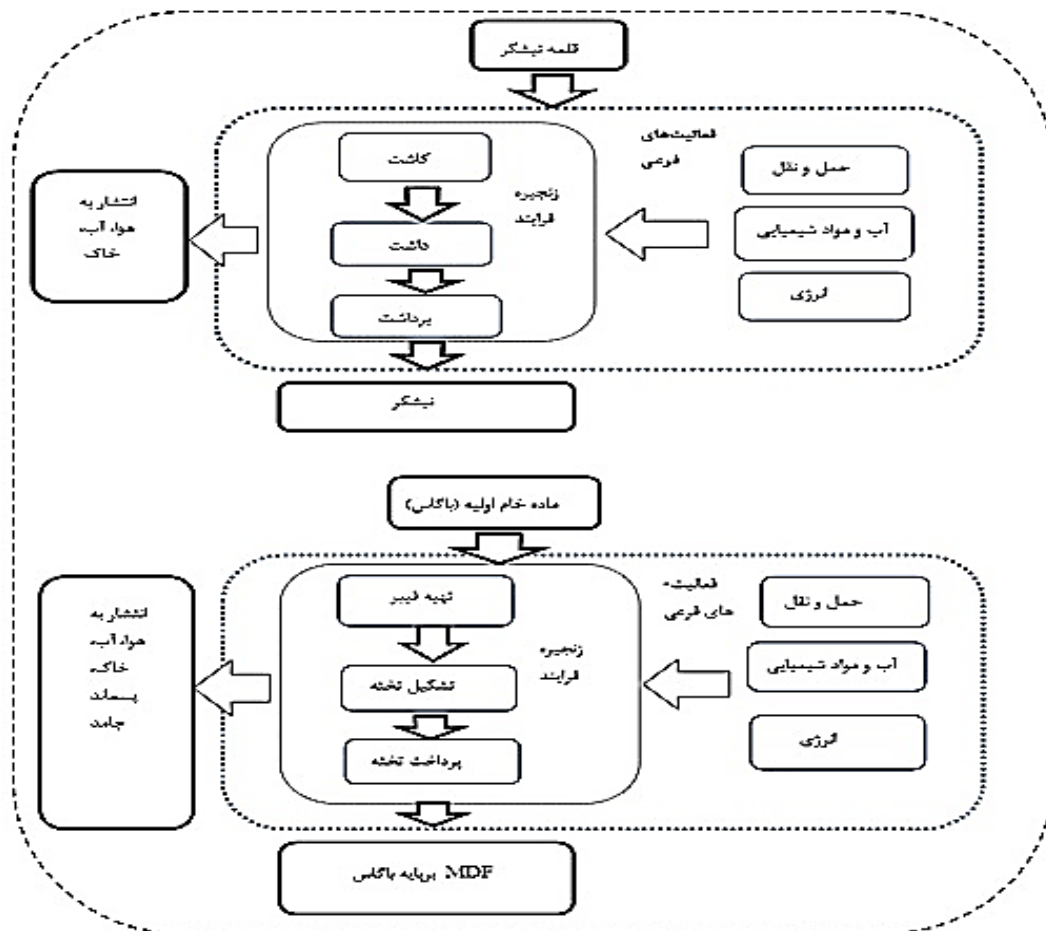 قلمه نیشکر
فعالیت‌های
فرعی
حمل و نقل
آب و مواد شیمیایی
انرژی
زنجیره
فرایند
کاشت
داشت
برداشت
انتشار به
هوا، آب،
خاک
نیشکر
ماده خام اولیه (باگاس)
فعالیت-
های فرعی
حمل و نقل
آب و مواد شیمیایی
انرژی
زنجیره
فرایند
تهیه فیبر
تشکیل تخته
پرداخت تخته
انتشار به
هوا، آب،
خاک،
پسماند
جامد
MDF برپایه باگاس